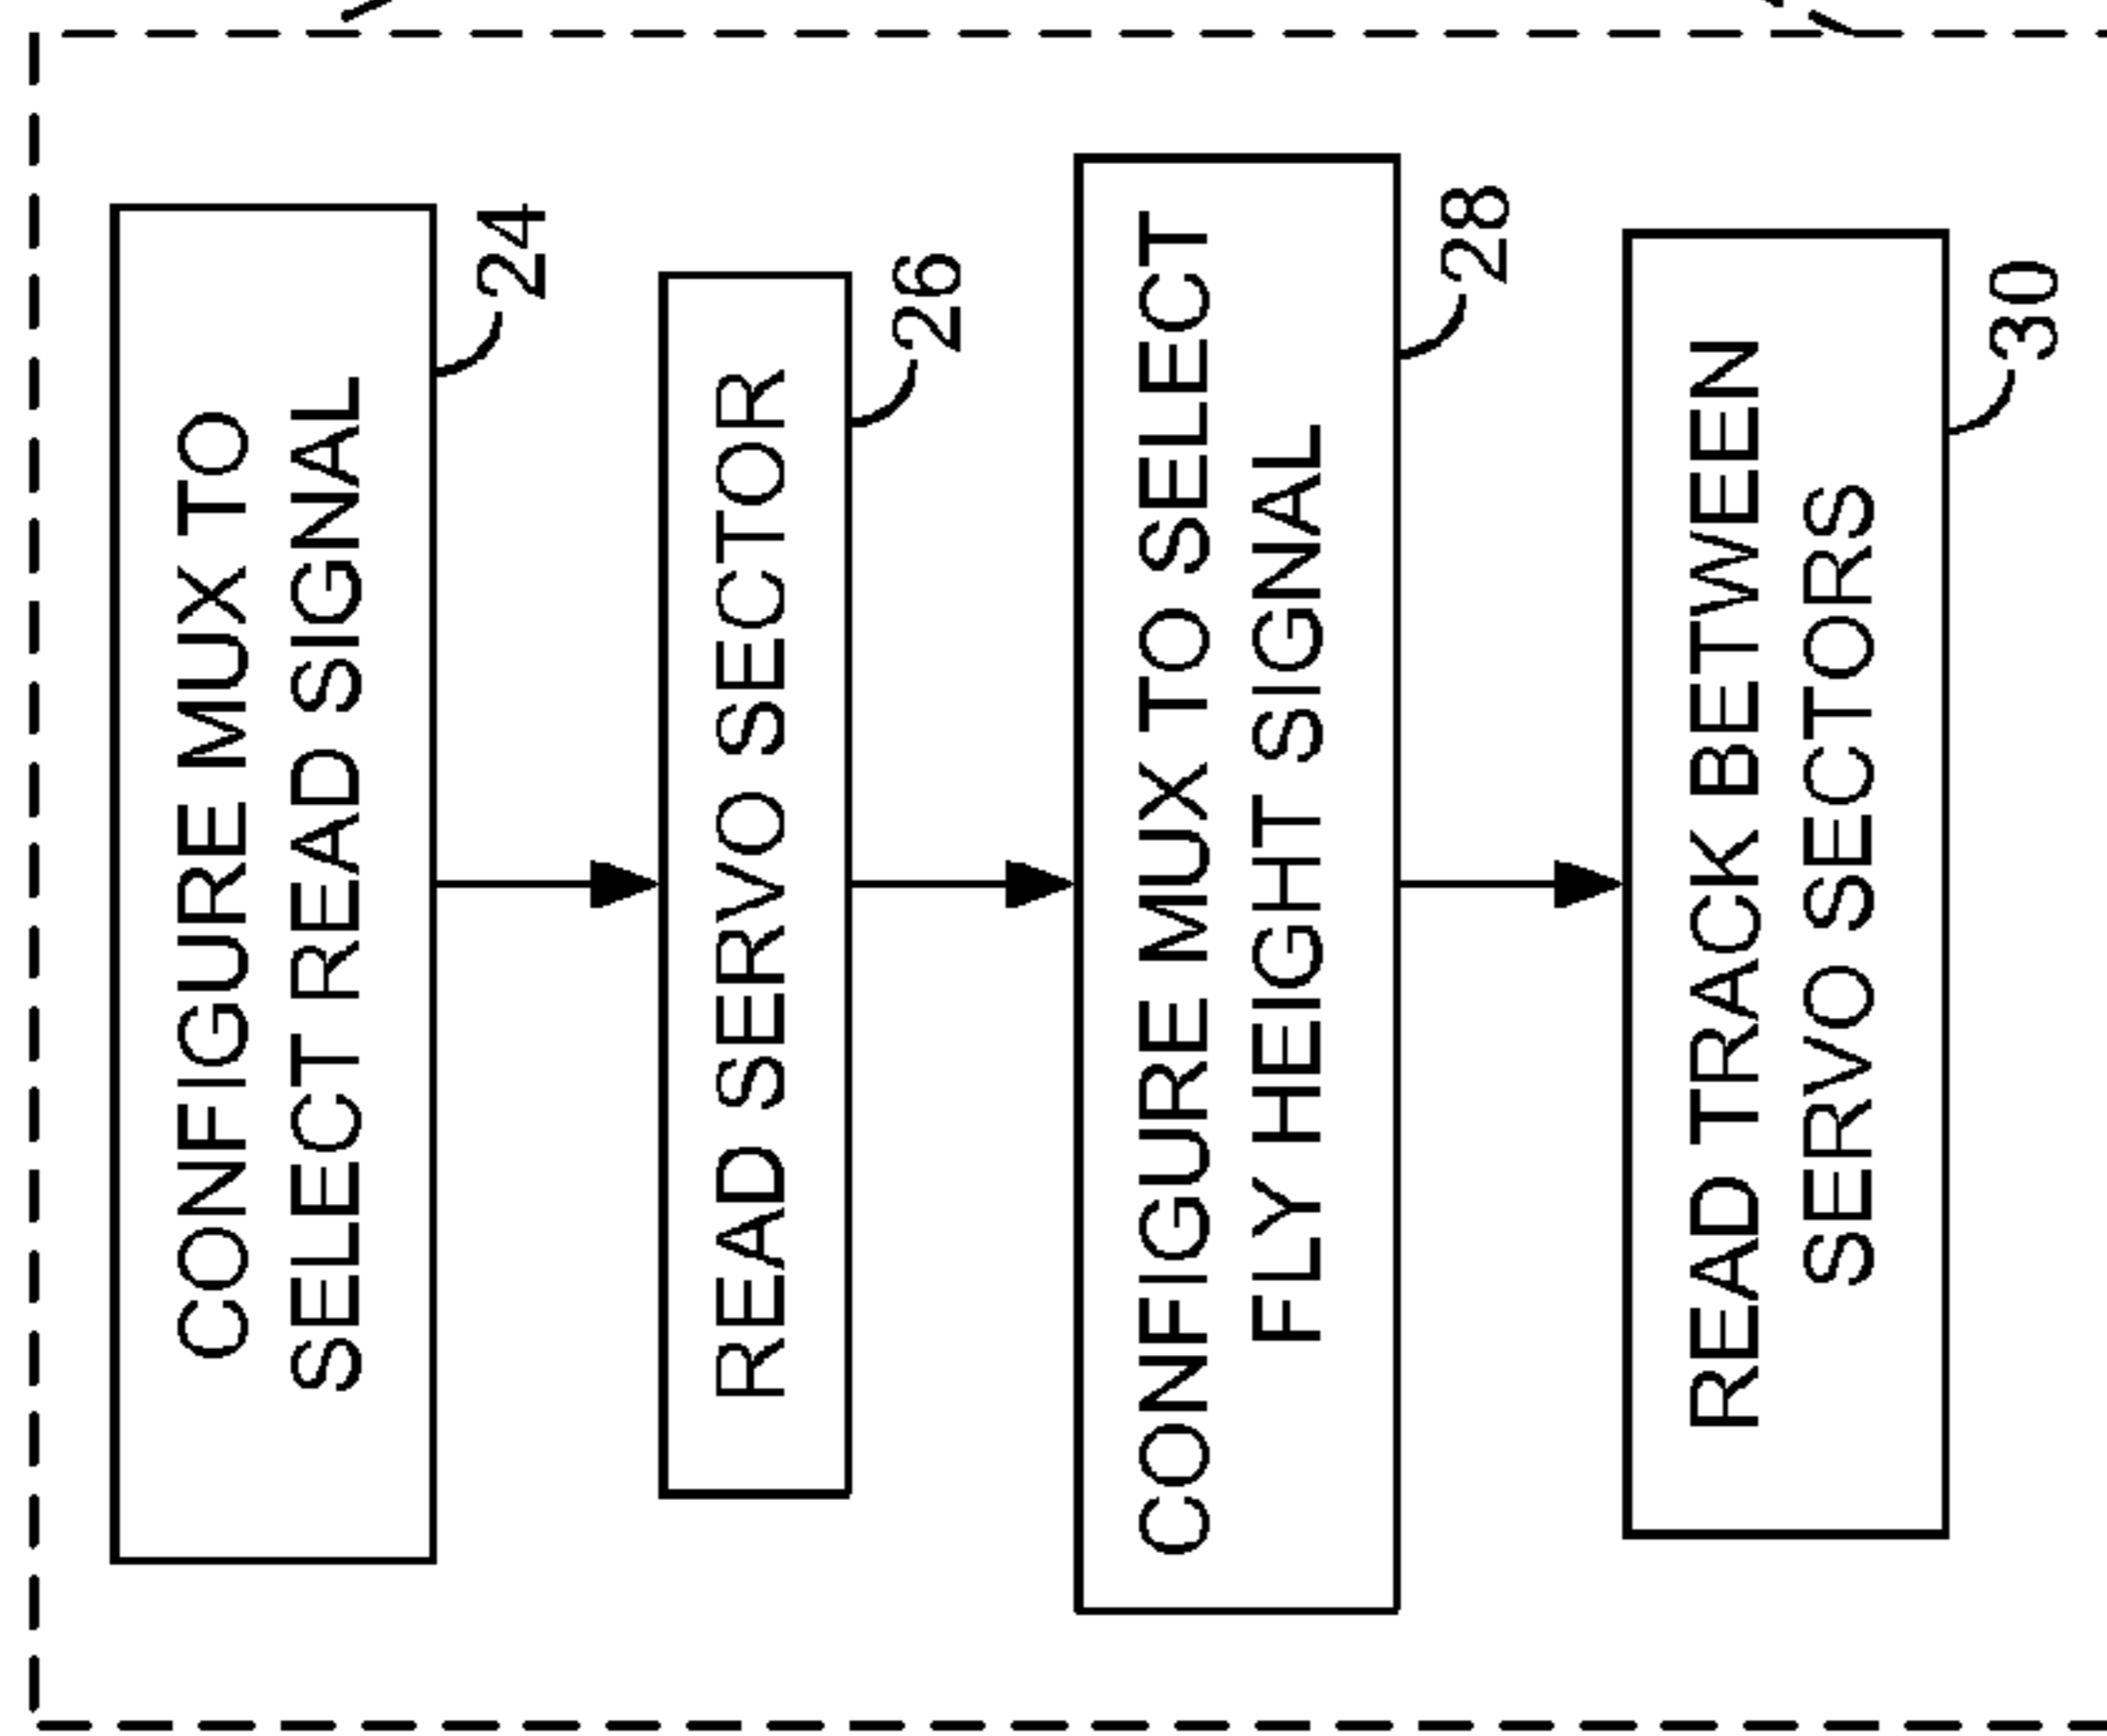 CONFIGURE MUX TO
SELECT READ SIGNAL
24
READ SERVO SECTOR
26
CONFIGURE MUX TO SELECT
FLY HEIGHT SIGNAL
28
READ TRACK BETWEEN
SERVO SECTORS
30